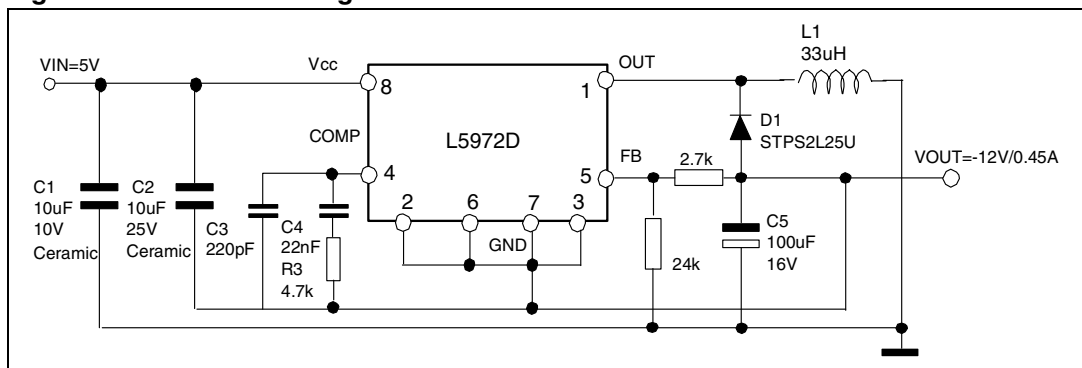 L1
33uH
VIN=5V
Vcc
OUT
8
1
D1
STPS2L25U
COMP
L5972D
FB
2.7k
VOUT=-12V/0.45A
4
5
C1
10uF
10V
Ceramic
C2
10uF
25V
Ceramic
C3
220pF
C4
22nF
R3
4.7k
2
6
7
3
GND
24k
C5
100uF
16V